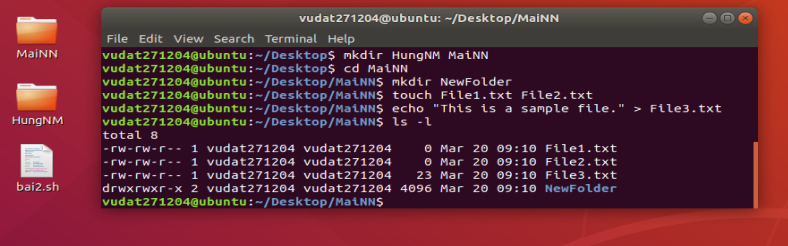 vudat271204@ubuntu: ~/Desktop/MaiNN
File Edit View Search Terminal Help
vudat271204@ubuntu:~/Desktop$ mkdir HungNM MaiNN
vudat271204@ubuntu:~/Desktop$ cd MaiNN
vudat271204@ubuntu:~/Desktop/MaiNN$ mkdir NewFolder
vudat271204@ubuntu:~/Desktop/MaiNN$ touch File1.txt File2.txt
vudat271204@ubuntu:~/Desktop/MaiNN$ echo "This is a sample file." > File3.txt
vudat271204@ubuntu:~/Desktop/MaiNN$ ls -l
total 8
-rw-rw-r-- 1 vudat271204 vudat271204    0 Mar 20 09:10 File1.txt
-rw-rw-r-- 1 vudat271204 vudat271204    0 Mar 20 09:10 File2.txt
-rw-rw-r-- 1 vudat271204 vudat271204   23 Mar 20 09:10 File3.txt
drwxrwxr-x 2 vudat271204 vudat271204 4096 Mar 20 09:10 NewFolder
vudat271204@ubuntu:~/Desktop/MaiNN$
MaiNN
HungNM
bai2.sh